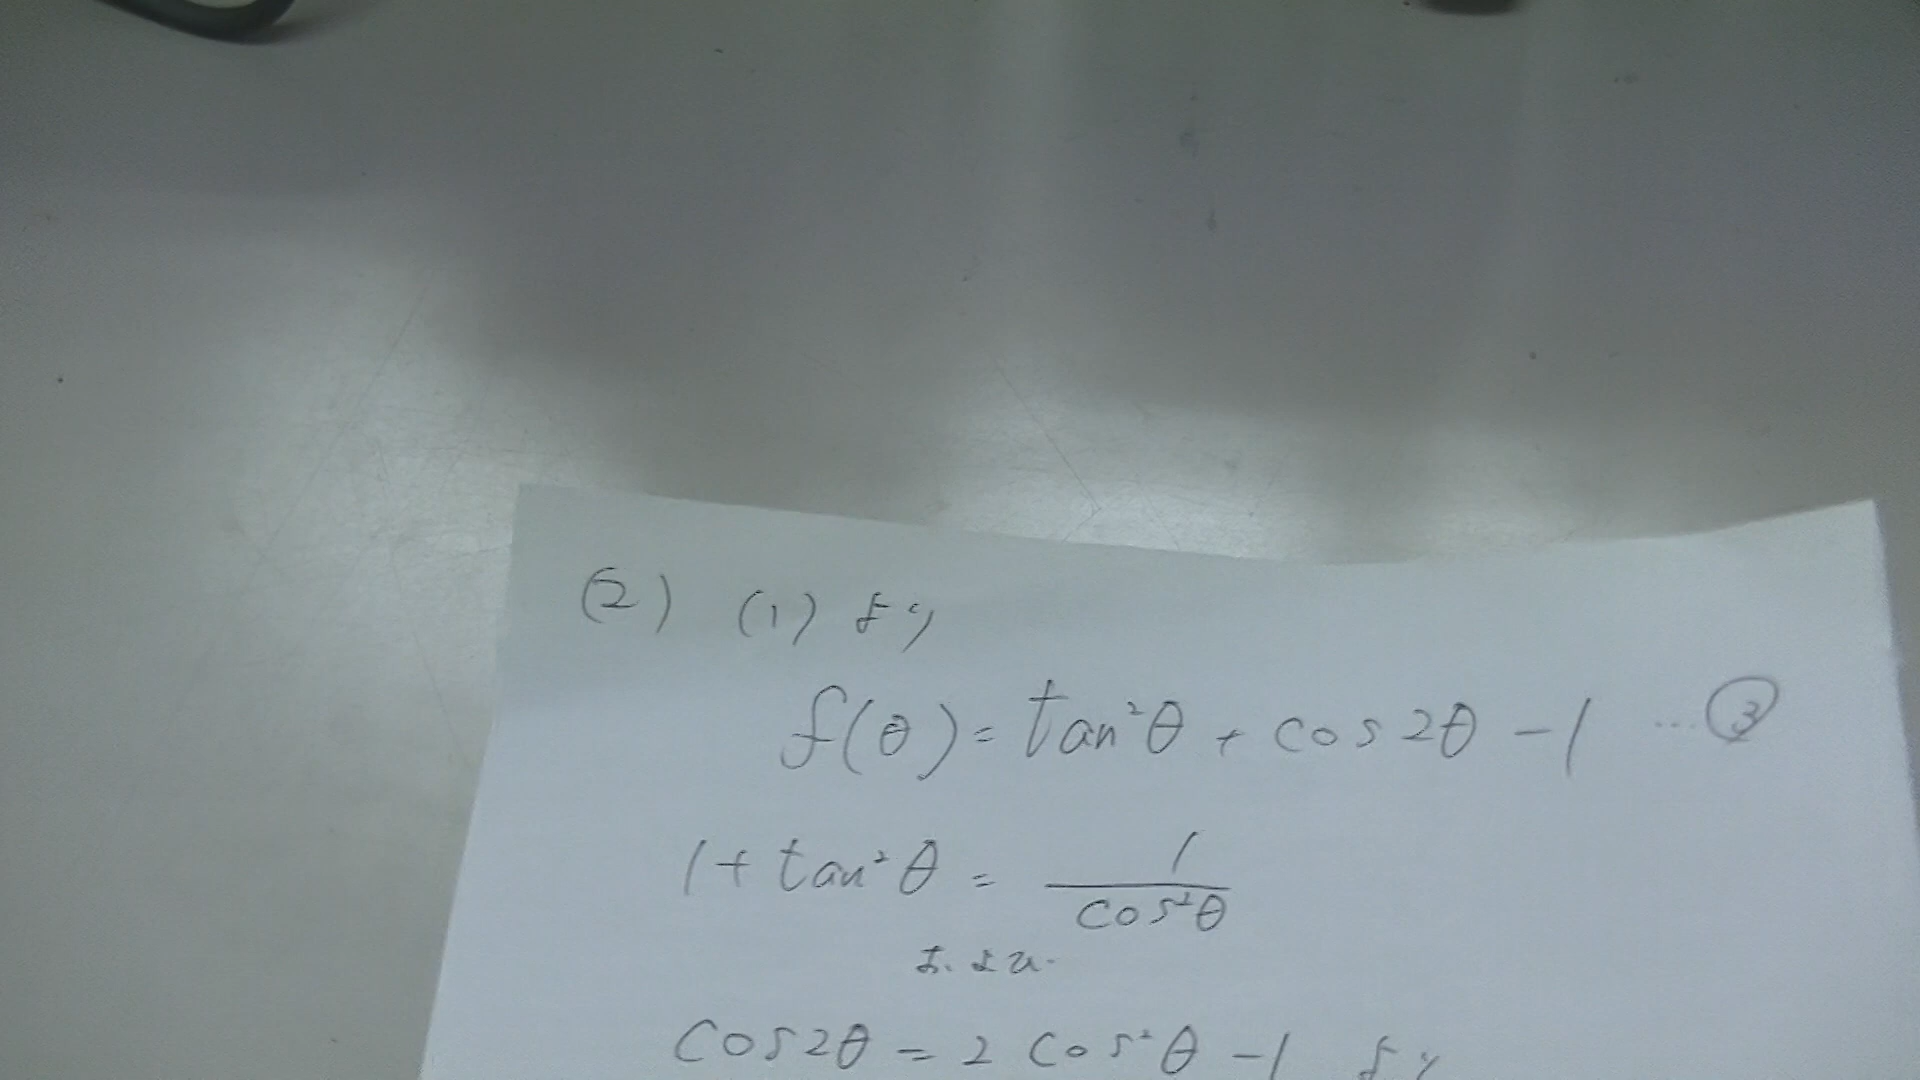 (2) (1) より
f(θ) = tan²θ + cos2θ - 1 … ③
1 + tan²θ = 1/cos²θ
および
cos2θ = 2cos²θ - 1 より